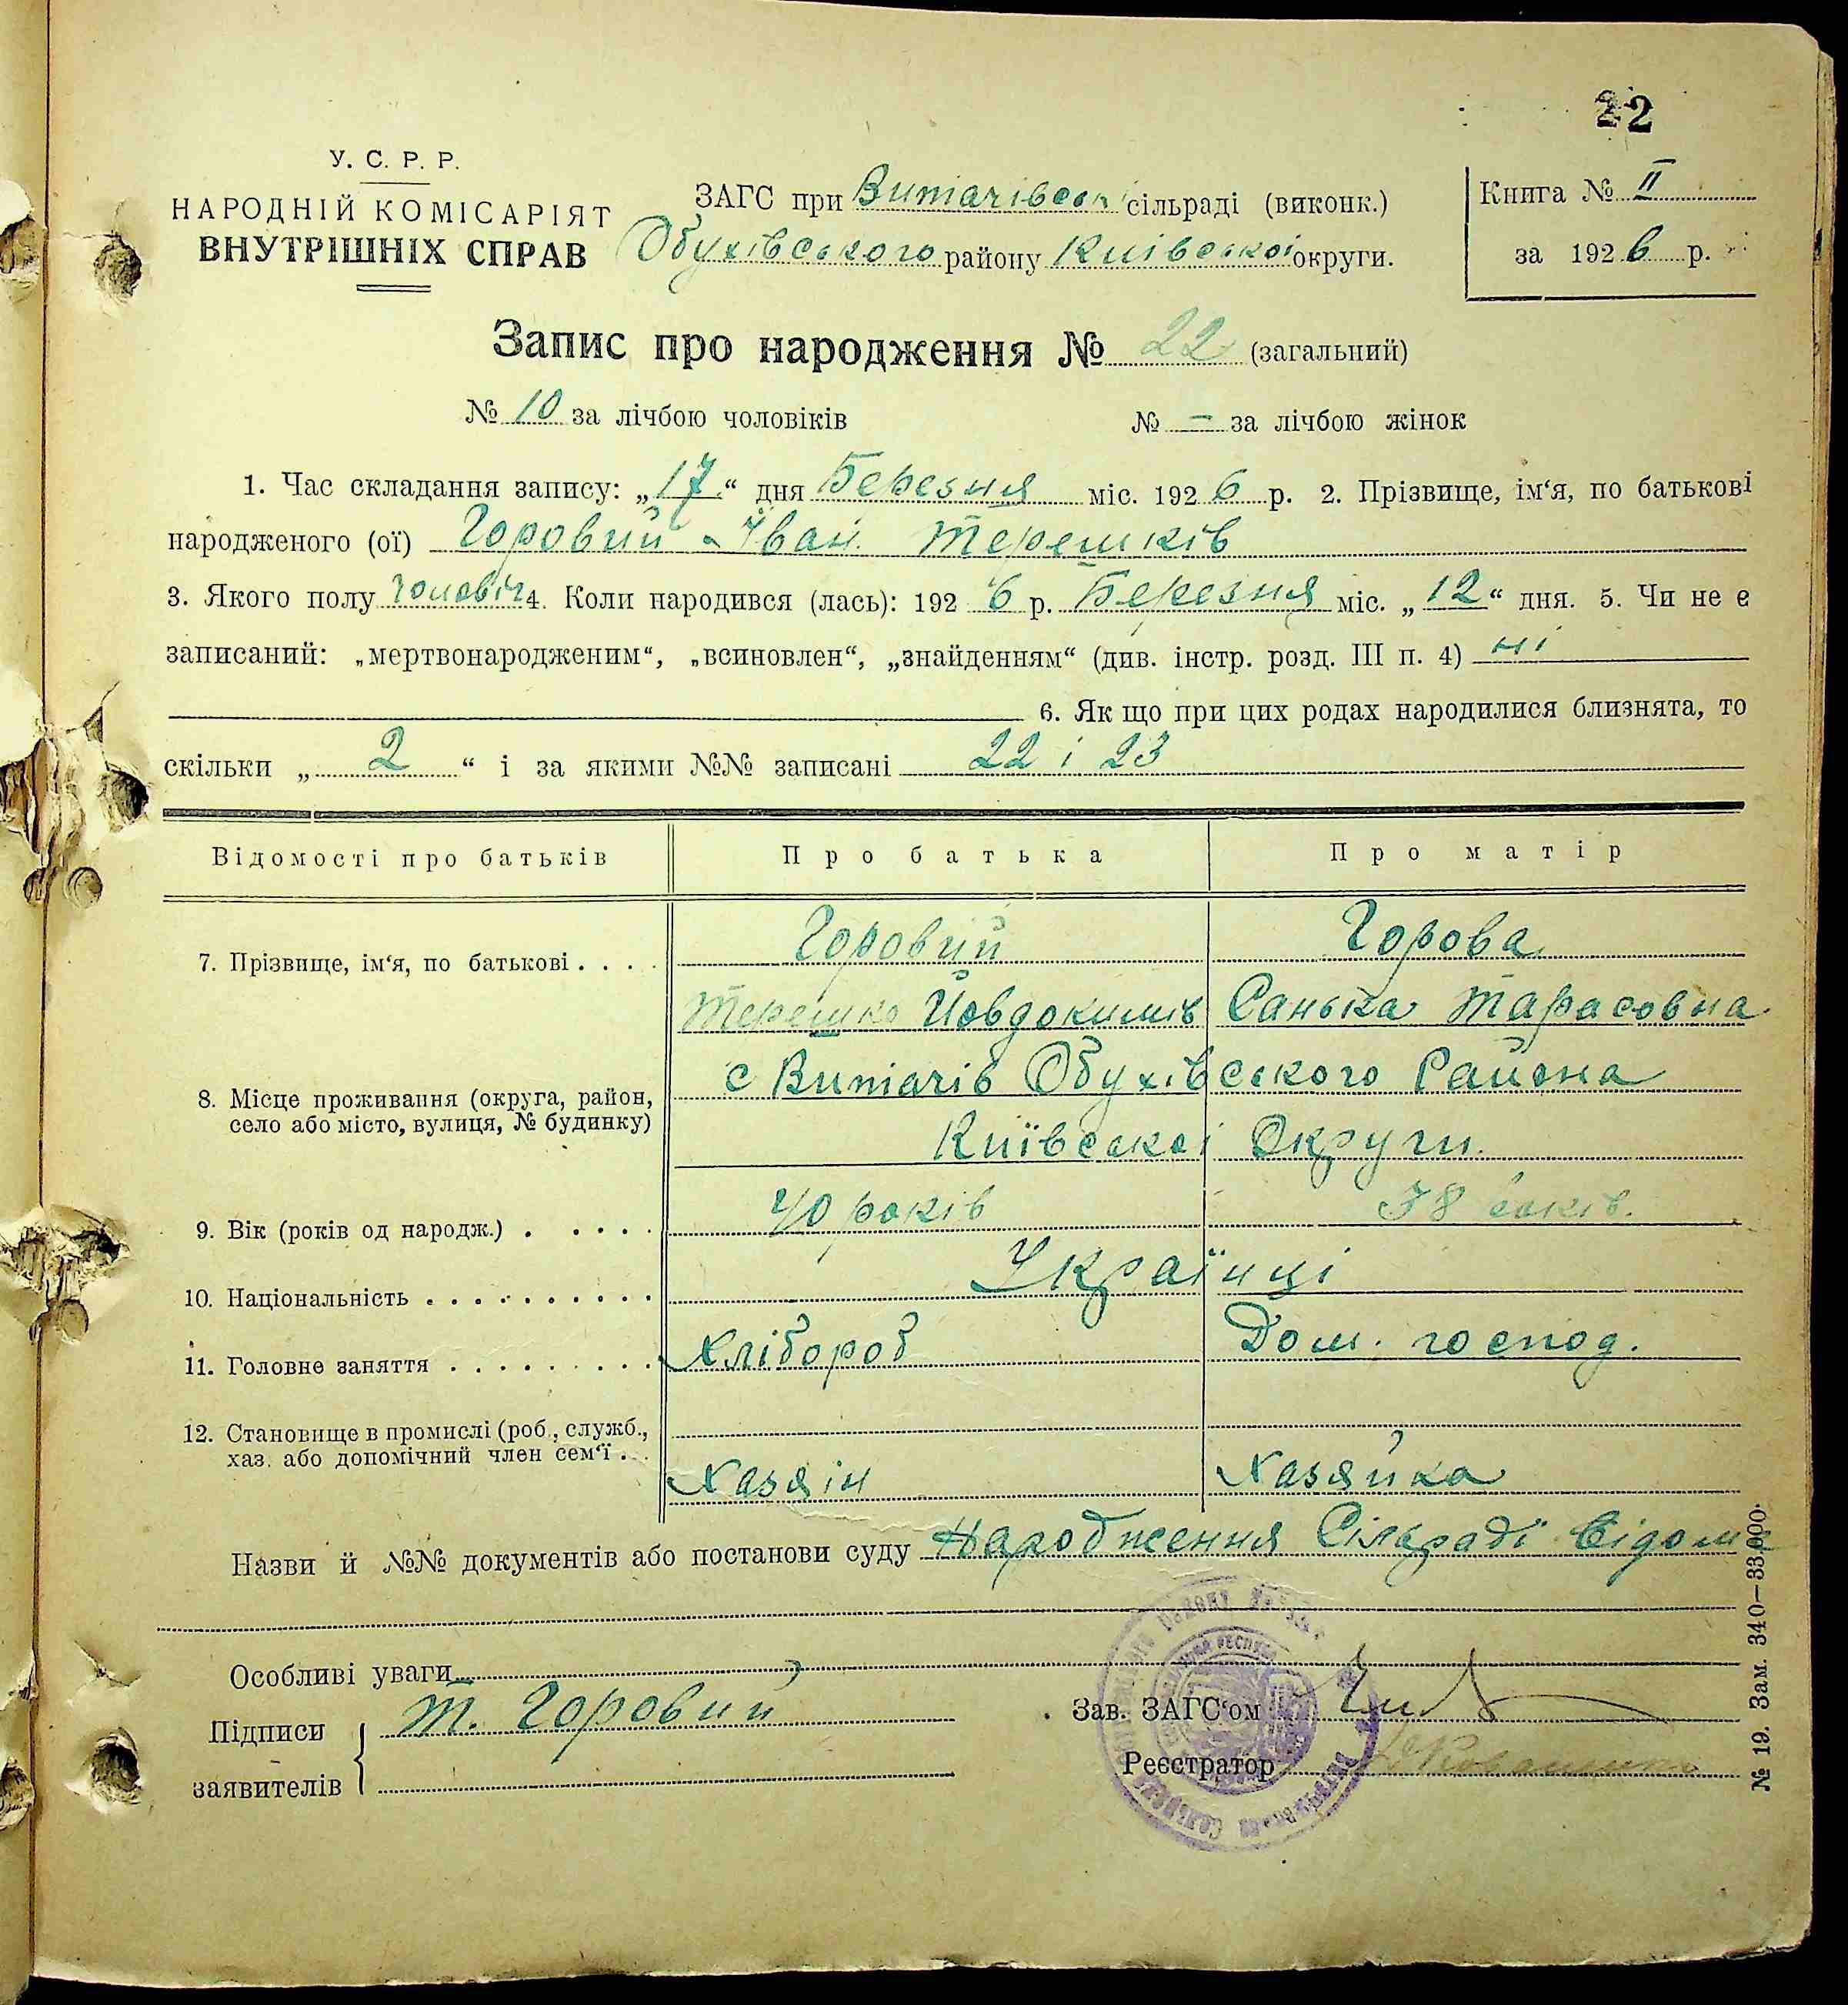 22
У. С. Р. Р.
НАРОДНІЙ КОМІСАРІЯТ
ВНУТРІШНІХ СПРАВ
ЗАГС при Витачівськ сільраді (виконк.)
Обухівського району Київської округи.
Книга № II
за 1926 р.
Запис про народження № 22 (загальний)
№ 10 за лічбою чоловіків № — за лічбою жінок
1. Час складання запису: „17“ дня Березня міс. 1926 р. 2. Прізвище, ім‘я, по батькові
народженого (ої) Горовий Іван Терешків
3. Якого полу чоловіч 4. Коли народився (лась): 1926 р. Березня міс. „12“ дня. 5. Чи не є
записаний: „мертвонародженим“, „всиновлен“, „знайденням“ (див. інстр. розд. III п. 4) ні
6. Як що при цих родах народилися близнята, то
скільки „2“ і за якими №№ записані 22 і 23
Відомості про батьків Про батька Про матір
7. Прізвище, ім‘я, по батькові . . . . Горовий Горова
Терешко Йовдокимів Санька Тарасовна
8. Місце проживання (округа, район,
село або місто, вулиця, № будинку)
с Витачів Обухівського Района
Київської Округи.
9. Вік (років од народж.) . . . . . 40 років 38 років.
10. Національність . . . . . . . . . . Українці
11. Головне заняття . . . . . . . . . Хлібороб Дом. господ.
12. Становище в промислі (роб., служб.,
хаз. або допомічний член сем‘ї . . . Хазяін Хазяйка
Назви й №№ документів або постанови суду Народження Сільраді відоме
Особливі уваги
Підписи
заявителів
Т. Горовий
Зав. ЗАГС‘ом
Реєстратор
№ 19. Зам. 340—33.000.